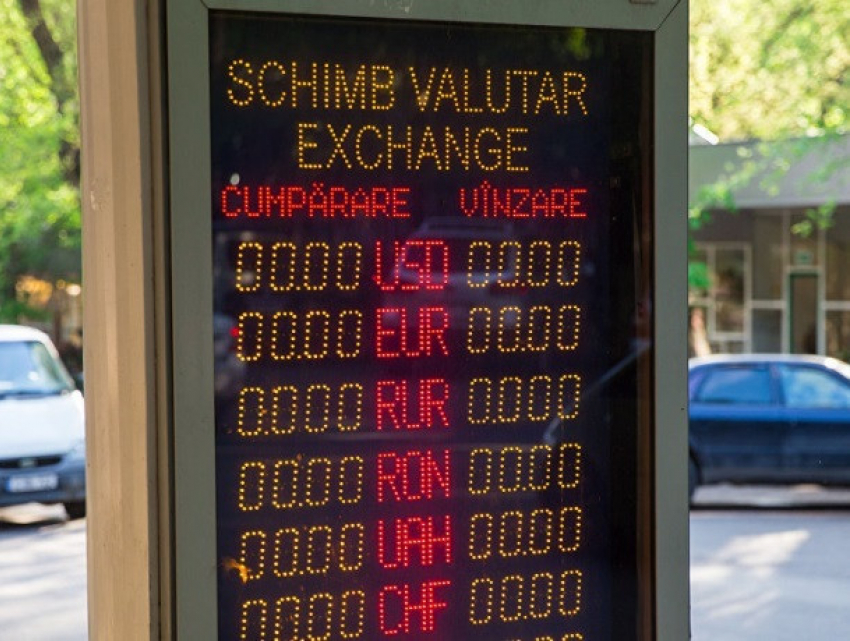 SCHIMB VALUTAR
EXCHANGE
CUMPĂRARE VÎNZARE
00.00 USD 00.00
00.00 EUR 00.00
0.000 RUR 0.000
00.00 RON 00.00
00.00 UAH 00.00
00.00 CHF 00.00